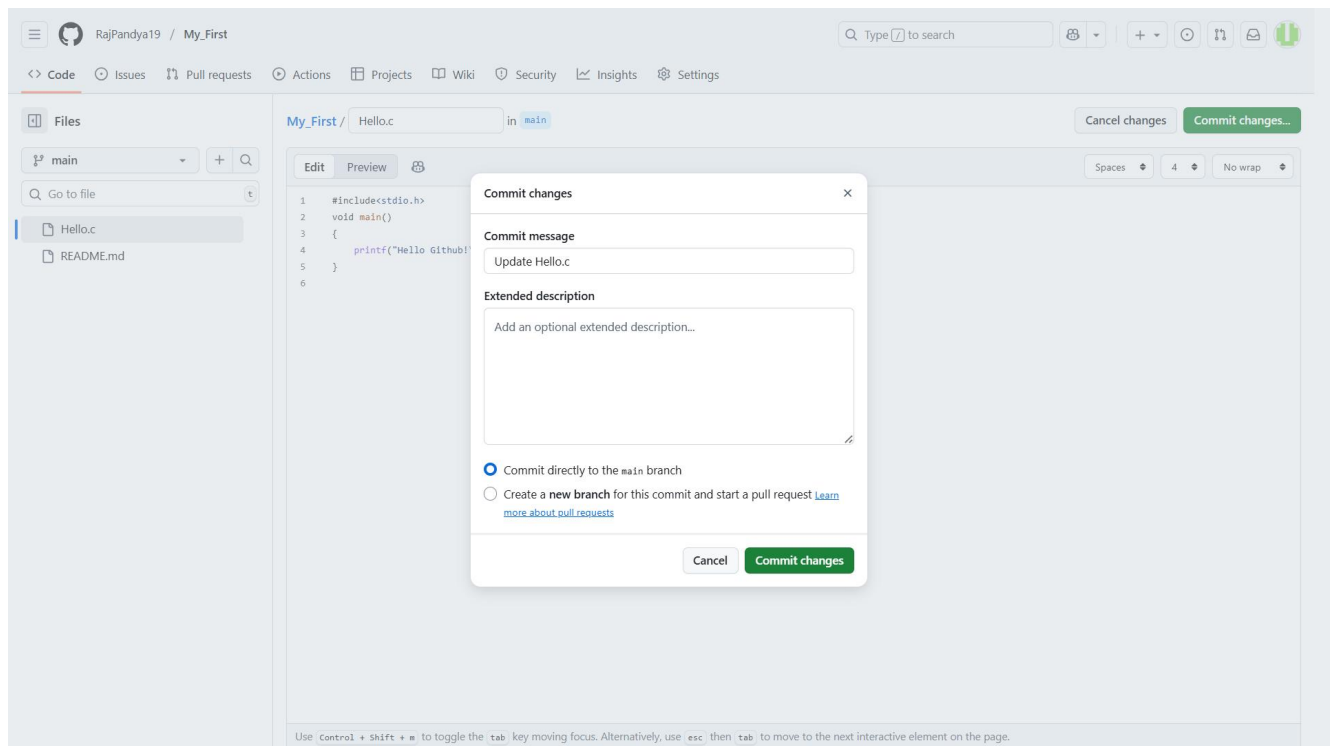 RajPandya19 / My_First
Type / to search
<> Code Issues Pull requests Actions Projects Wiki Security Insights Settings
Files
My_First / Hello.c in main
Cancel changes Commit changes...
main
Edit Preview
Spaces 4 No wrap
Go to file t
Hello.c
README.md
1 #include<stdio.h>
2 void main()
3 {
4 printf("Hello Github!
5 }
6
Commit changes
Commit message
Update Hello.c
Extended description
Add an optional extended description...
Commit directly to the main branch
Create a new branch for this commit and start a pull request Learn
more about pull requests
Cancel Commit changes
Use Control + Shift + m to toggle the tab key moving focus. Alternatively, use esc then tab to move to the next interactive element on the page.